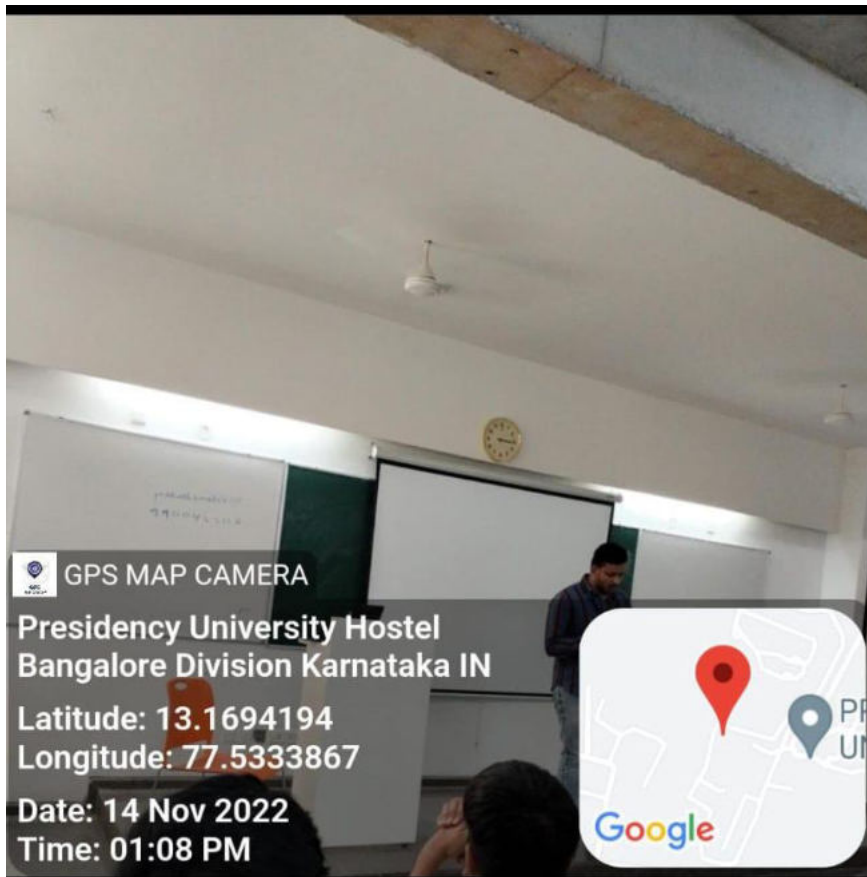 GPS MAP CAMERA
Presidency University Hostel
Bangalore Division Karnataka IN
Latitude: 13.1694194
Longitude: 77.5333867
Date: 14 Nov 2022
Time: 01:08 PM
Google